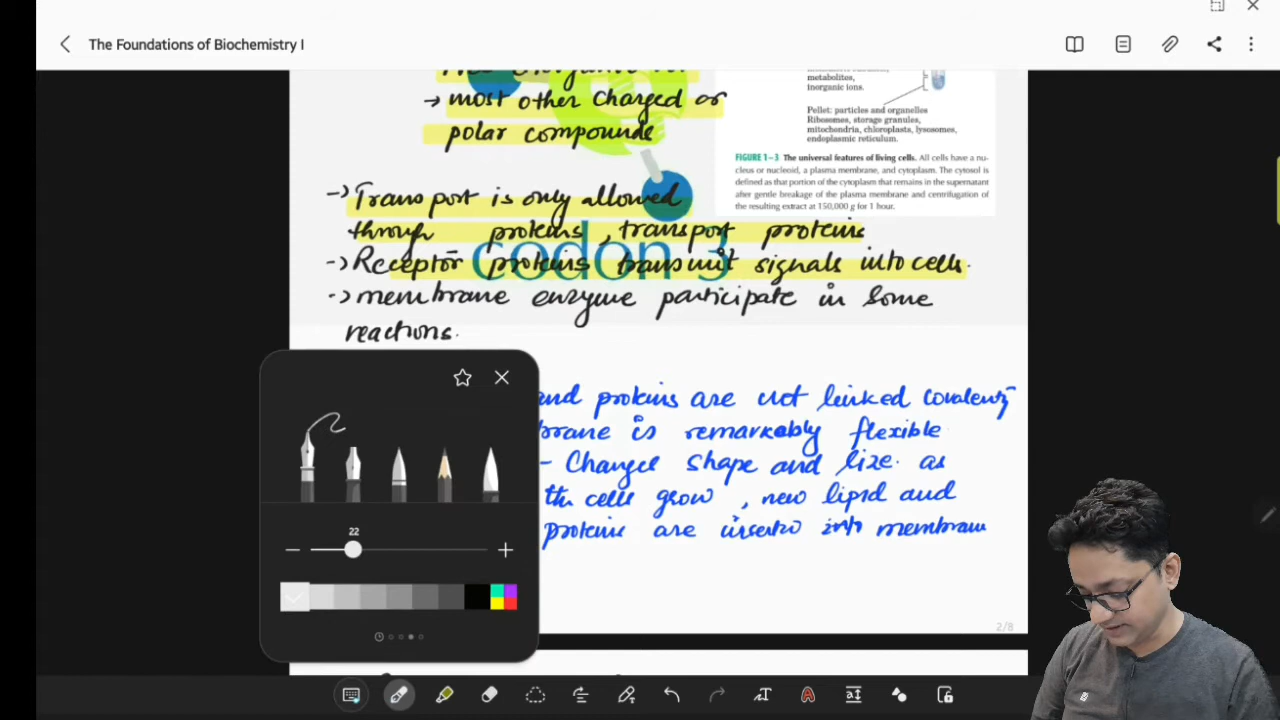 The Foundations of Biochemistry I
metabolites,
inorganic ions.
→ most other charged or
polar compounds
Pellet: particles and organelles
Ribosomes, storage granules,
mitochondria, chloroplasts, lysosomes,
endoplasmic reticulum.
FIGURE 1–3 The universal features of living cells. All cells have a nu-
cleus or nucleoid, a plasma membrane, and cytoplasm. The cytosol is
defined as that portion of the cytoplasm that remains in the supernatant
after gentle breakage of the plasma membrane and centrifugation of
the resulting extract at 150,000 g for 1 hour.
→ Transport is only allowed
through proteins, transport proteins
codon 3
→ Receptor proteins transmit signals into cells.
→ membrane enzyme participate in some
reactions.
and proteins are not linked covalently
brane is remarkably flexible
- Changes shape and size. as
the cells grow, new lipid and
proteins are into membrane
22
2/8